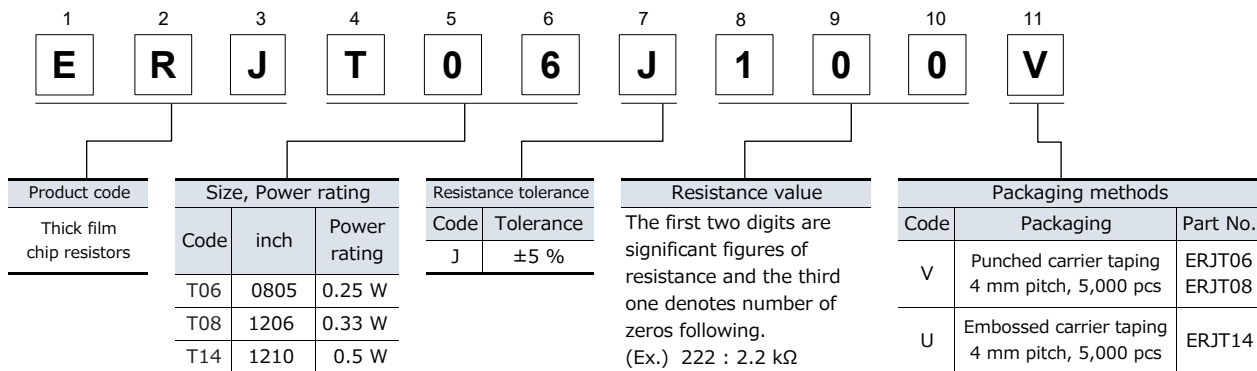 1 2 3 4 5 6 7 8 9 10 11
E R J T 0 6 J 1 0 0 V
Product code
Thick film
chip resistors
Size, Power rating
Code inch Power rating
T06 0805 0.25 W
T08 1206 0.33 W
T14 1210 0.5 W
Resistance tolerance
Code Tolerance
J ±5 %
Resistance value
The first two digits are
significant figures of
resistance and the third
one denotes number of
zeros following.
(Ex.) 222 : 2.2 kΩ
Packaging methods
Code Packaging Part No.
V Punched carrier taping ERJT06
4 mm pitch, 5,000 pcs ERJT08
U Embossed carrier taping ERJT14
4 mm pitch, 5,000 pcs